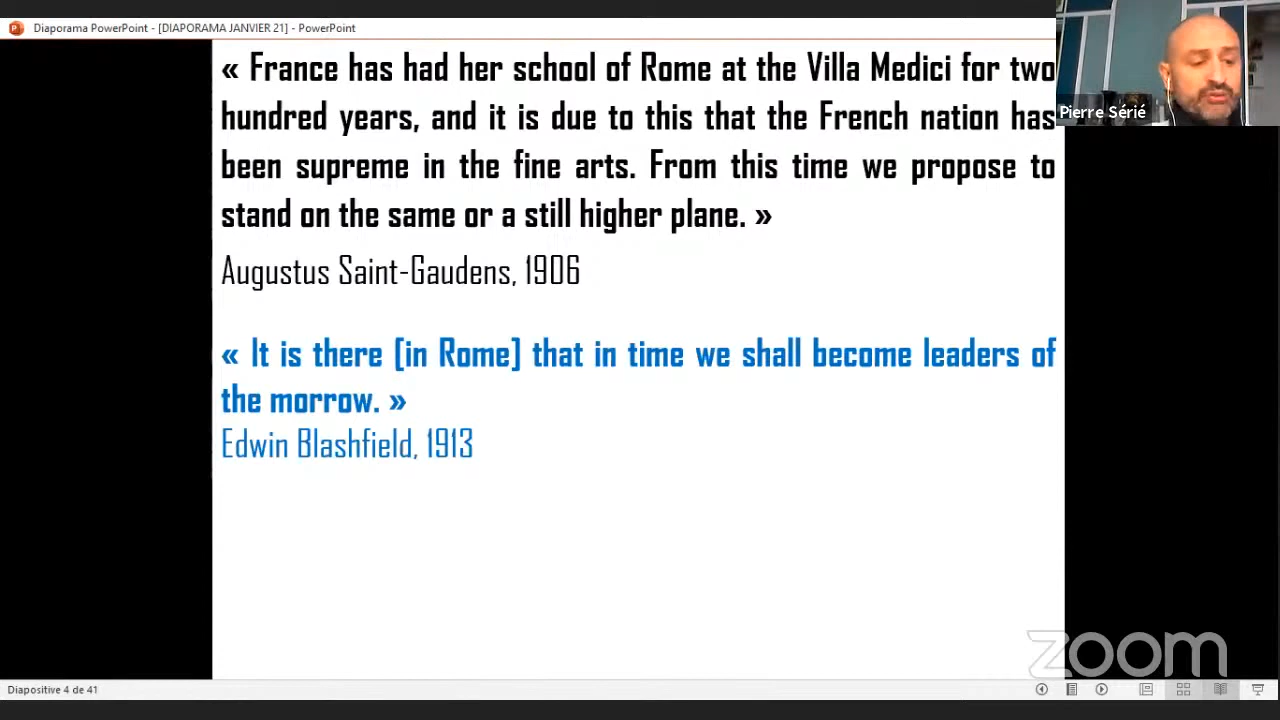 Diaporama PowerPoint - [DIAPORAMA JANVIER 21] - PowerPoint
« France has had her school of Rome at the Villa Medici for two
hundred years, and it is due to this that the French nation has
been supreme in the fine arts. From this time we propose to
stand on the same or a still higher plane. »
Augustus Saint-Gaudens, 1906
« It is there [in Rome] that in time we shall become leaders of
the morrow. »
Edwin Blashfield, 1913
Pierre Sérié
zoom
Diapositive 4 de 41